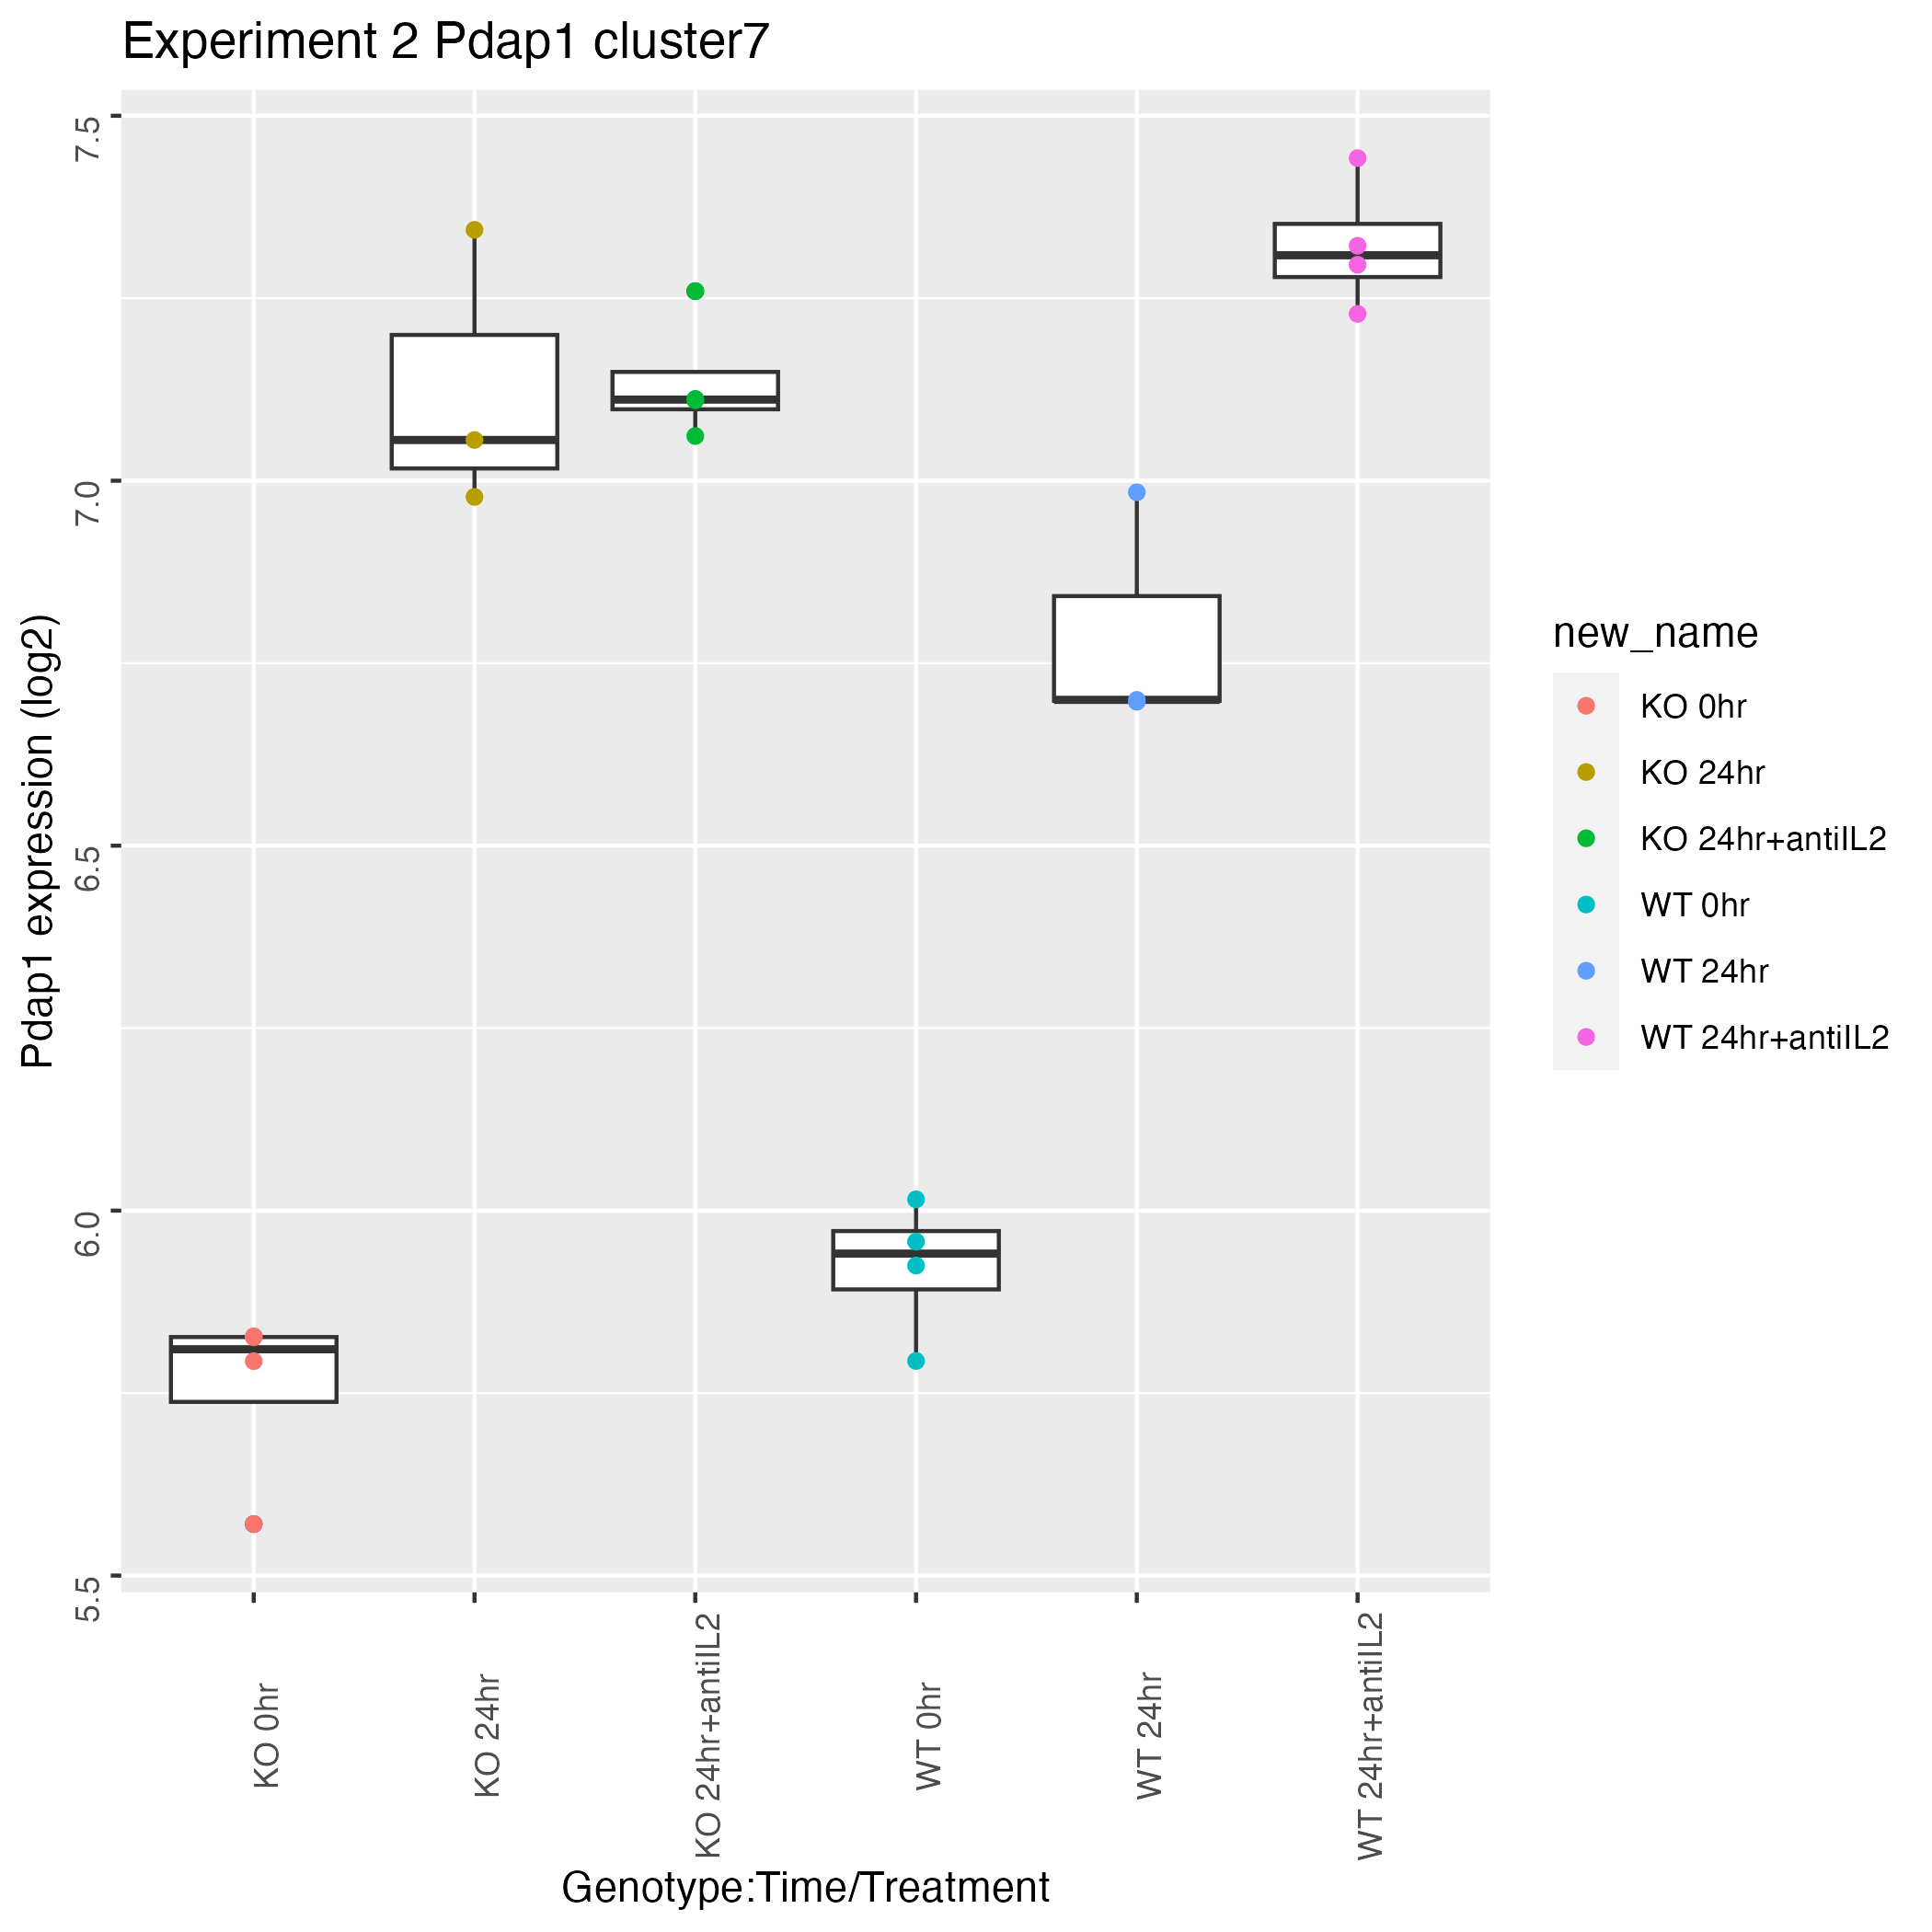 Experiment 2 Pdap1 cluster7
Pdap1 expression (log2)
7.5
7.0
6.5
6.0
5.5
KO 0hr
KO 24hr
KO 24hr+antiIL2
WT 0hr
WT 24hr
WT 24hr+antiIL2
Genotype:Time/Treatment
new_name
KO 0hr
KO 24hr
KO 24hr+antiIL2
WT 0hr
WT 24hr
WT 24hr+antiIL2